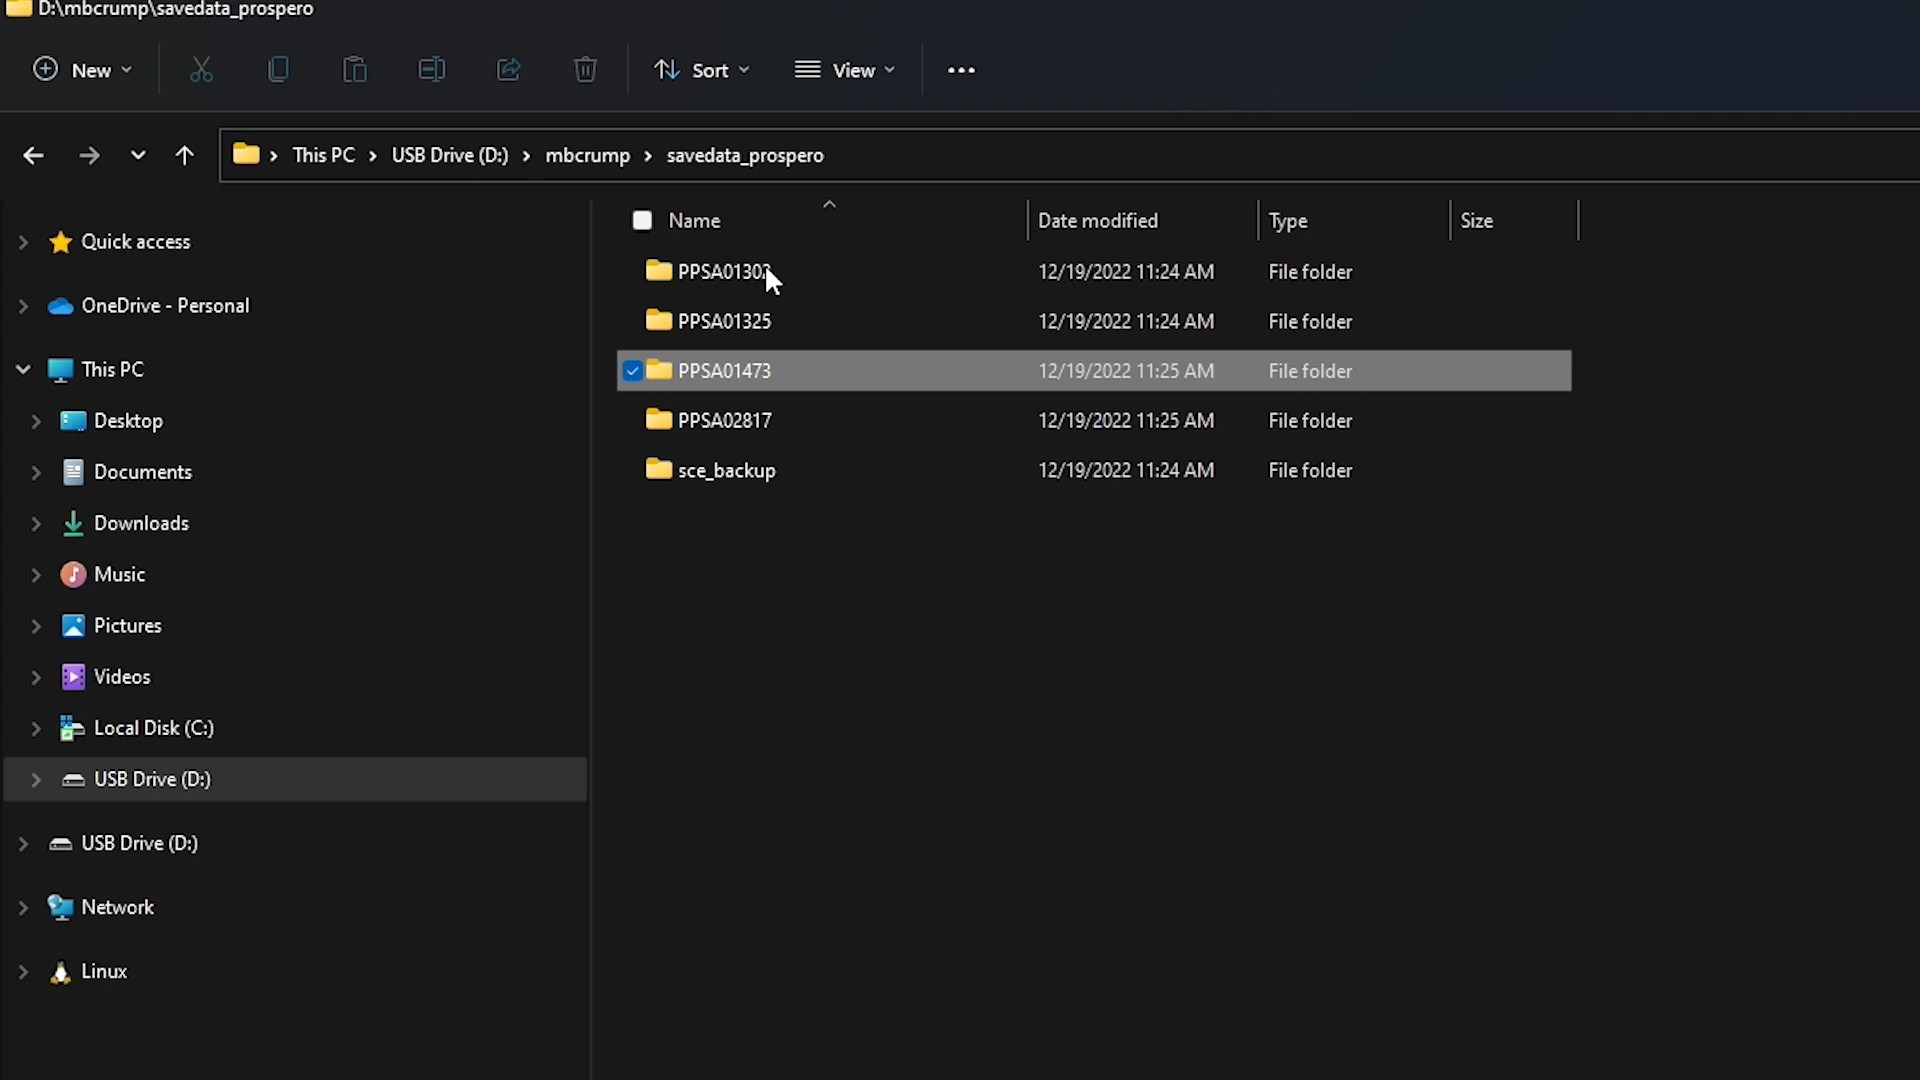 D:\mbcrump\savedata_prospero
New
Sort
View
This PC > USB Drive (D:) > mbcrump > savedata_prospero
Name Date modified Type Size
Quick access
OneDrive - Personal
This PC
Desktop
Documents
Downloads
Music
Pictures
Videos
Local Disk (C:)
USB Drive (D:)
USB Drive (D:)
Network
Linux
PPSA01302 12/19/2022 11:24 AM File folder
PPSA01325 12/19/2022 11:24 AM File folder
PPSA01473 12/19/2022 11:25 AM File folder
PPSA02817 12/19/2022 11:25 AM File folder
sce_backup 12/19/2022 11:24 AM File folder